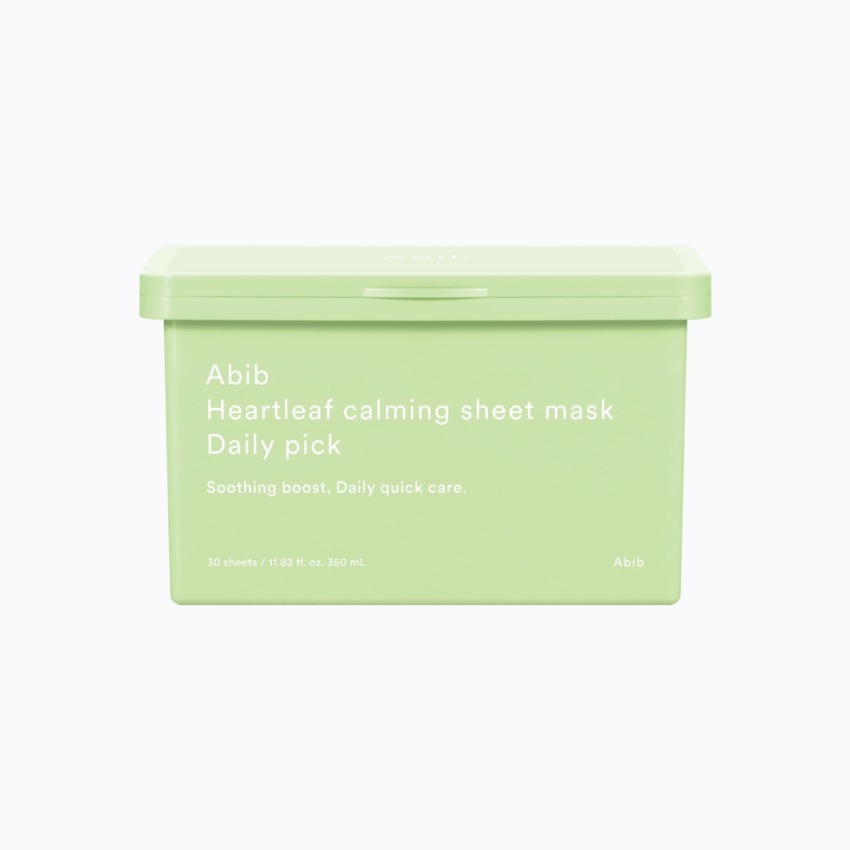 Abib
Abib
Heartleaf calming sheet mask
Daily pick
Soothing boost, Daily quick care.
30 sheets / 11.83 fl. oz. 350 mL
Abib